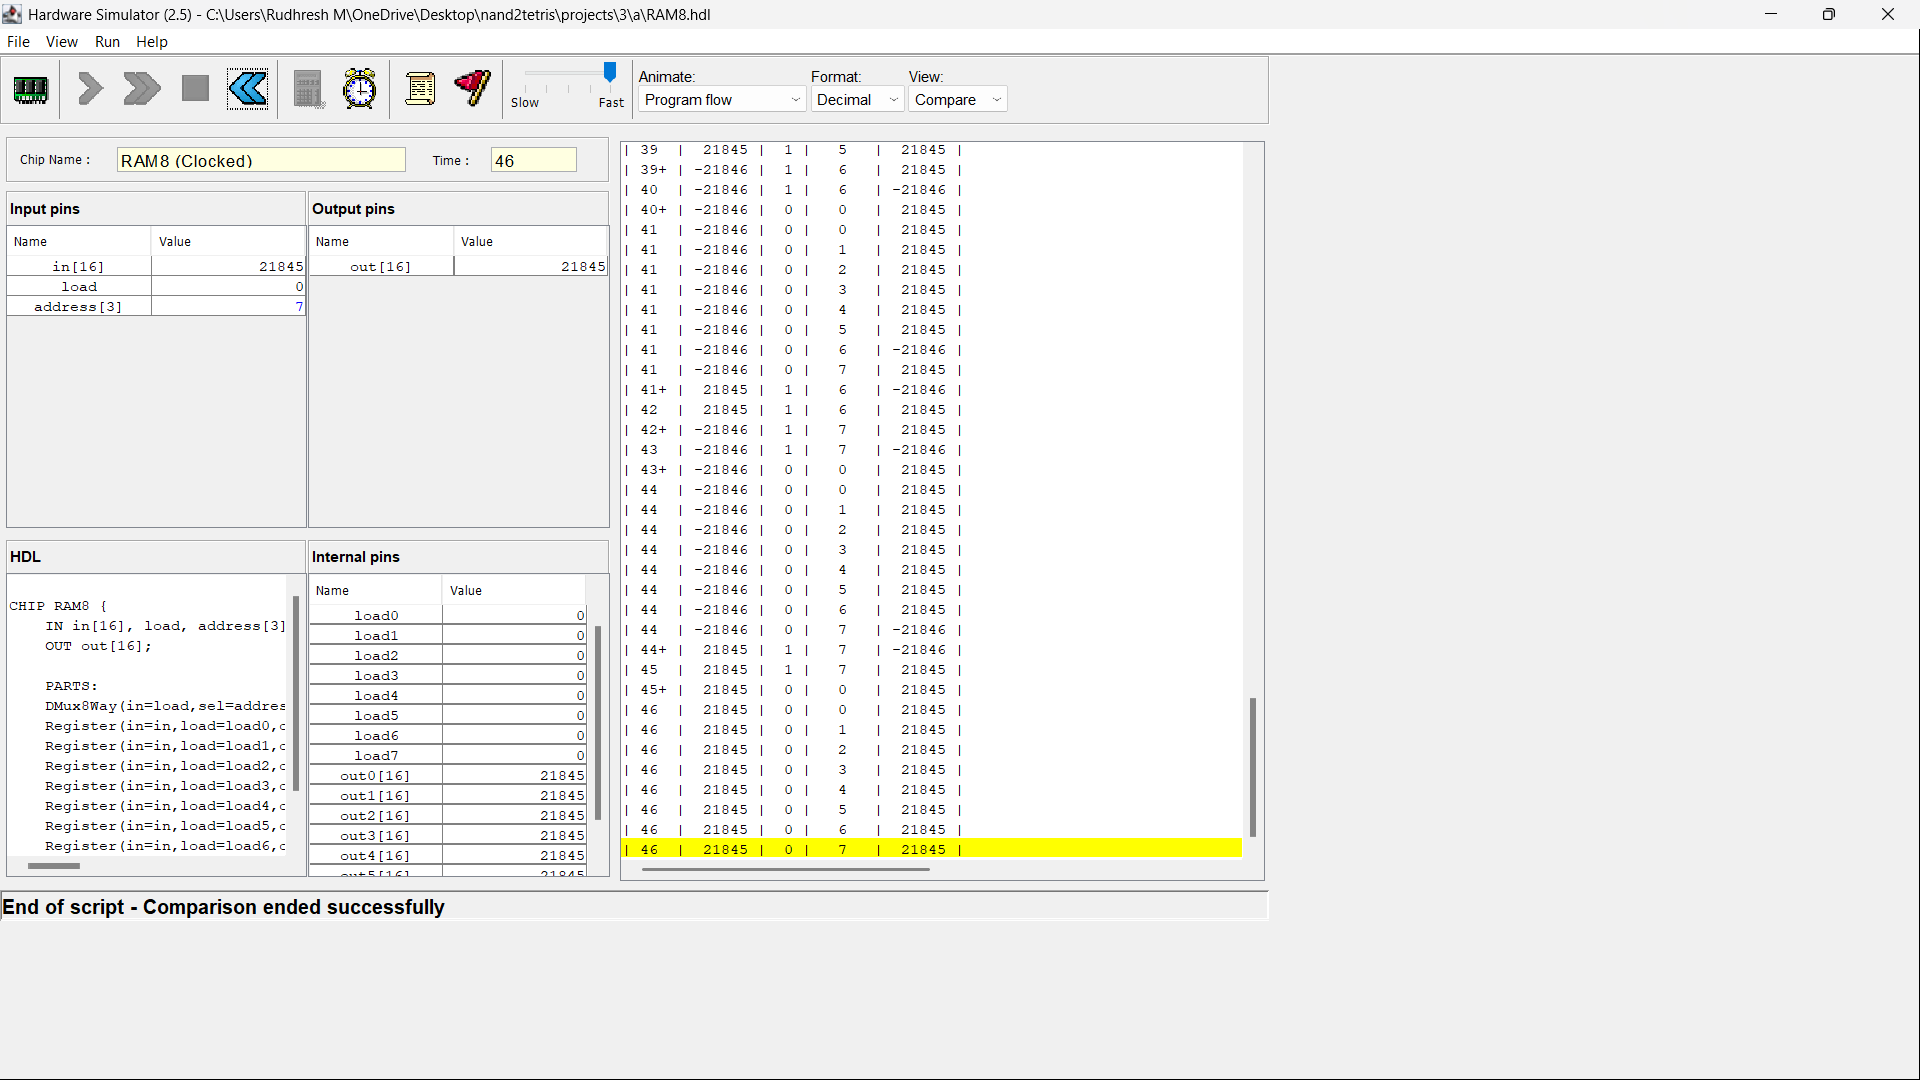 Hardware Simulator (2.5) - C:\Users\Rudhresh M\OneDrive\Desktop\nand2tetris\projects\3\a\RAM8.hdl
File View Run Help
Slow Fast
Animate: Format: View:
Program flow Decimal Compare
Chip Name : RAM8 (Clocked) Time : 46
Input pins
Name Value
in[16] 21845
load 0
address[3] 7
Output pins
Name Value
out[16] 21845
HDL
CHIP RAM8 {
IN in[16], load, address[3]
OUT out[16];
PARTS:
DMux8Way(in=load,sel=addres
Register(in=in,load=load0,
Register(in=in,load=load1,
Register(in=in,load=load2,
Register(in=in,load=load3,
Register(in=in,load=load4,
Register(in=in,load=load5,
Register(in=in,load=load6,
Internal pins
Name Value
load0 0
load1 0
load2 0
load3 0
load4 0
load5 0
load6 0
load7 0
out0[16] 21845
out1[16] 21845
out2[16] 21845
out3[16] 21845
out4[16] 21845
out5[16] 21845
| 39 | 21845 | 1 | 5 | 21845 |
| 39+ | -21846 | 1 | 6 | 21845 |
| 40 | -21846 | 1 | 6 | -21846 |
| 40+ | -21846 | 0 | 0 | 21845 |
| 41 | -21846 | 0 | 0 | 21845 |
| 41 | -21846 | 0 | 1 | 21845 |
| 41 | -21846 | 0 | 2 | 21845 |
| 41 | -21846 | 0 | 3 | 21845 |
| 41 | -21846 | 0 | 4 | 21845 |
| 41 | -21846 | 0 | 5 | 21845 |
| 41 | -21846 | 0 | 6 | -21846 |
| 41 | -21846 | 0 | 7 | 21845 |
| 41+ | 21845 | 1 | 6 | -21846 |
| 42 | 21845 | 1 | 6 | 21845 |
| 42+ | -21846 | 1 | 7 | 21845 |
| 43 | -21846 | 1 | 7 | -21846 |
| 43+ | -21846 | 0 | 0 | 21845 |
| 44 | -21846 | 0 | 0 | 21845 |
| 44 | -21846 | 0 | 1 | 21845 |
| 44 | -21846 | 0 | 2 | 21845 |
| 44 | -21846 | 0 | 3 | 21845 |
| 44 | -21846 | 0 | 4 | 21845 |
| 44 | -21846 | 0 | 5 | 21845 |
| 44 | -21846 | 0 | 6 | 21845 |
| 44 | -21846 | 0 | 7 | -21846 |
| 44+ | 21845 | 1 | 7 | -21846 |
| 45 | 21845 | 1 | 7 | 21845 |
| 45+ | 21845 | 0 | 0 | 21845 |
| 46 | 21845 | 0 | 0 | 21845 |
| 46 | 21845 | 0 | 1 | 21845 |
| 46 | 21845 | 0 | 2 | 21845 |
| 46 | 21845 | 0 | 3 | 21845 |
| 46 | 21845 | 0 | 4 | 21845 |
| 46 | 21845 | 0 | 5 | 21845 |
| 46 | 21845 | 0 | 6 | 21845 |
| 46 | 21845 | 0 | 7 | 21845 |
End of script - Comparison ended successfully